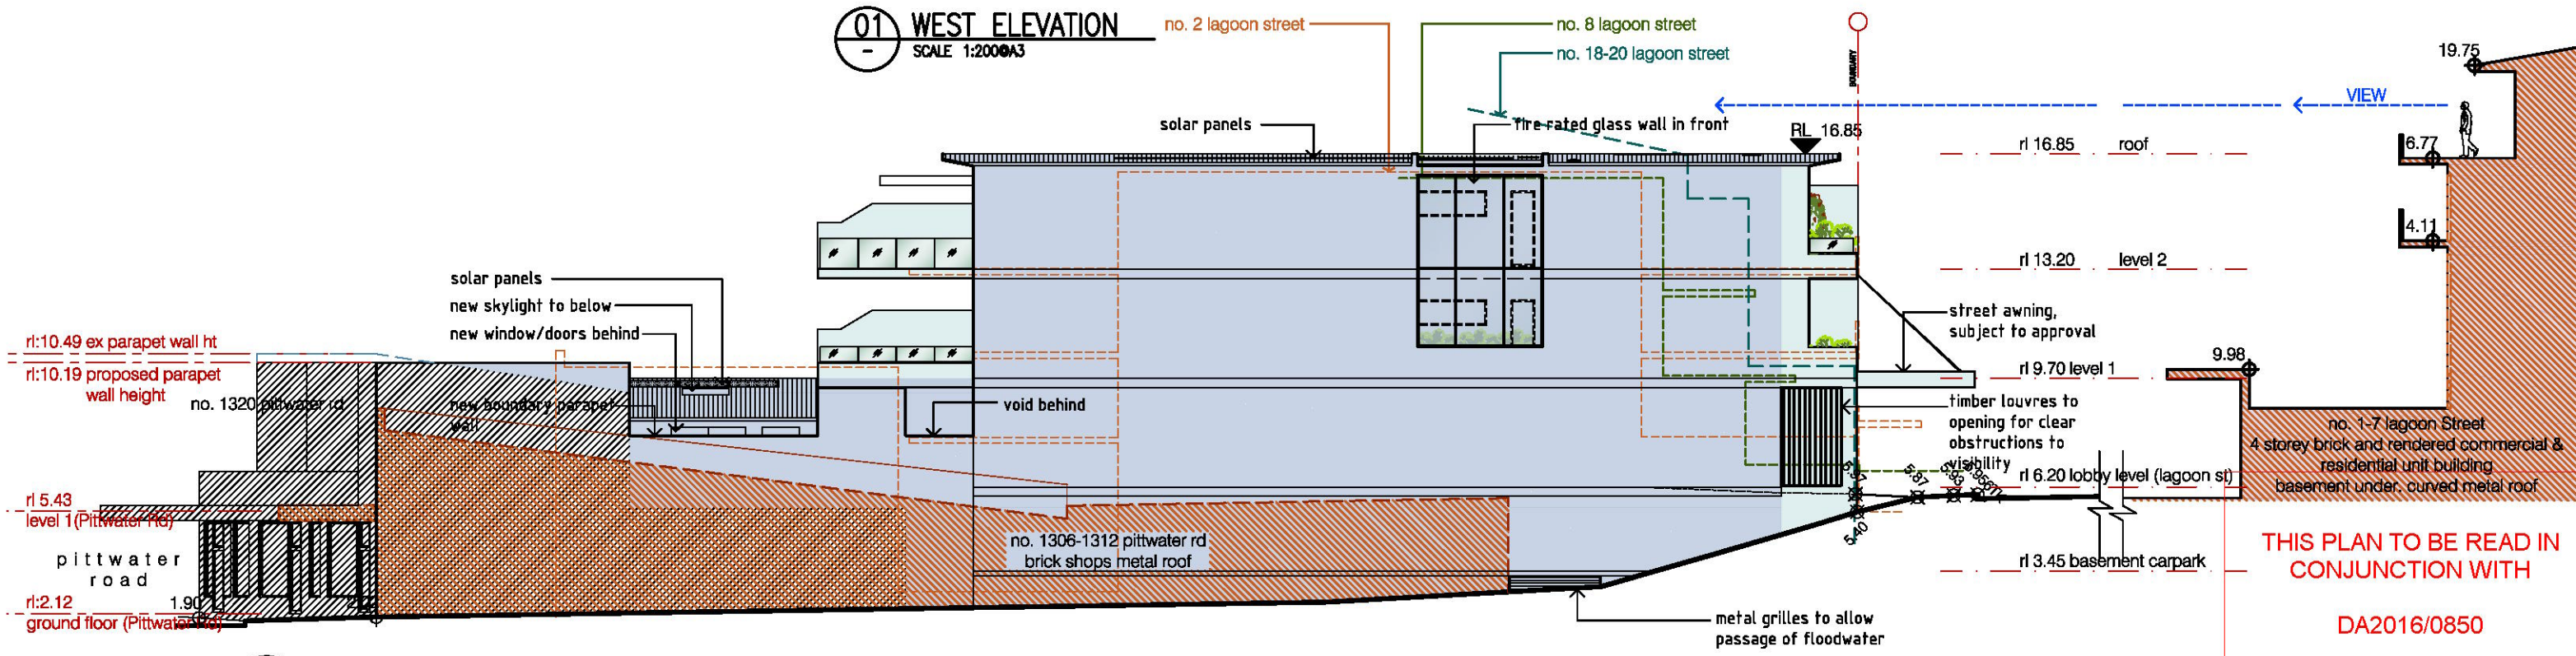 01
WEST ELEVATION
-
SCALE 1:200@A3
no. 2 lagoon street
no. 8 lagoon street
no. 18-20 lagoon street
BOUNDARY
19.75
VIEW
solar panels
fire rated glass wall in front
RL 16.85
rl 16.85 roof
6.77
4.11
rl 13.20 level 2
solar panels
new skylight to below
new window/doors behind
street awning,
subject to approval
rl:10.49 ex parapet wall ht
rl:10.19 proposed parapet
wall height
9.98
rl 9.70 level 1
no. 1320 pittwater rd
new boundary parapet
wall
void behind
timber louvres to
opening for clear
obstructions to
visibility
no. 1-7 lagoon Street
4 storey brick and rendered commercial &
residential unit building
basement under. curved metal roof
5.97
5.87
5.93
rl 6.20 lobby level (lagoon st)
rl 5.43
level 1(Pittwater Rd)
5.40
no. 1306-1312 pittwater rd
brick shops metal roof
pittwater
road
rl 3.45 basement carpark
THIS PLAN TO BE READ IN
CONJUNCTION WITH
DA2016/0850
rl:2.12
ground floor (Pittwater Rd)
1.90
metal grilles to allow
passage of floodwater